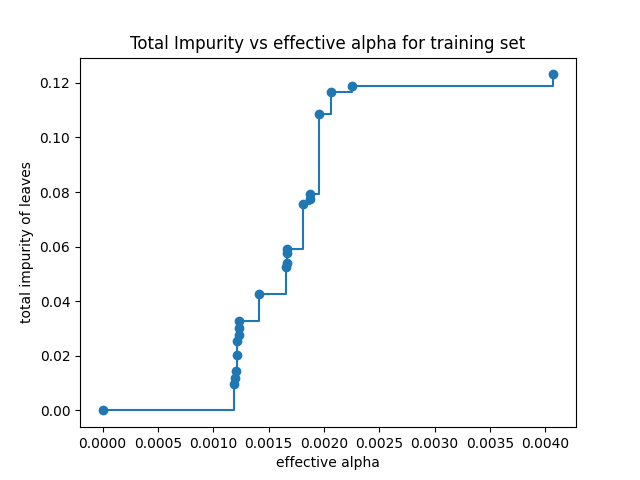 Total Impurity vs effective alpha for training set
total impurity of leaves
0.12
0.10
0.08
0.06
0.04
0.02
0.00
0.0000 0.0005 0.0010 0.0015 0.0020 0.0025 0.0030 0.0035 0.0040
effective alpha